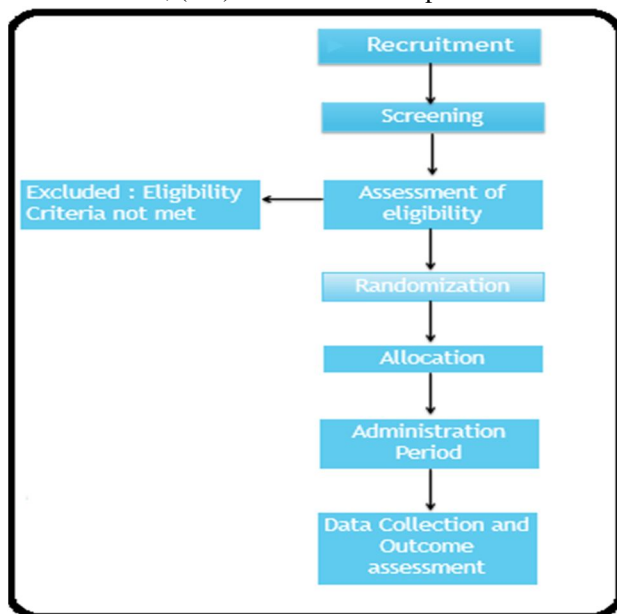 Recruitment
Screening
Assessment of
eligibility
Excluded : Eligibility
Criteria not met
Randomization
Allocation
Administration
Period
Data Collection and
Outcome
assessment